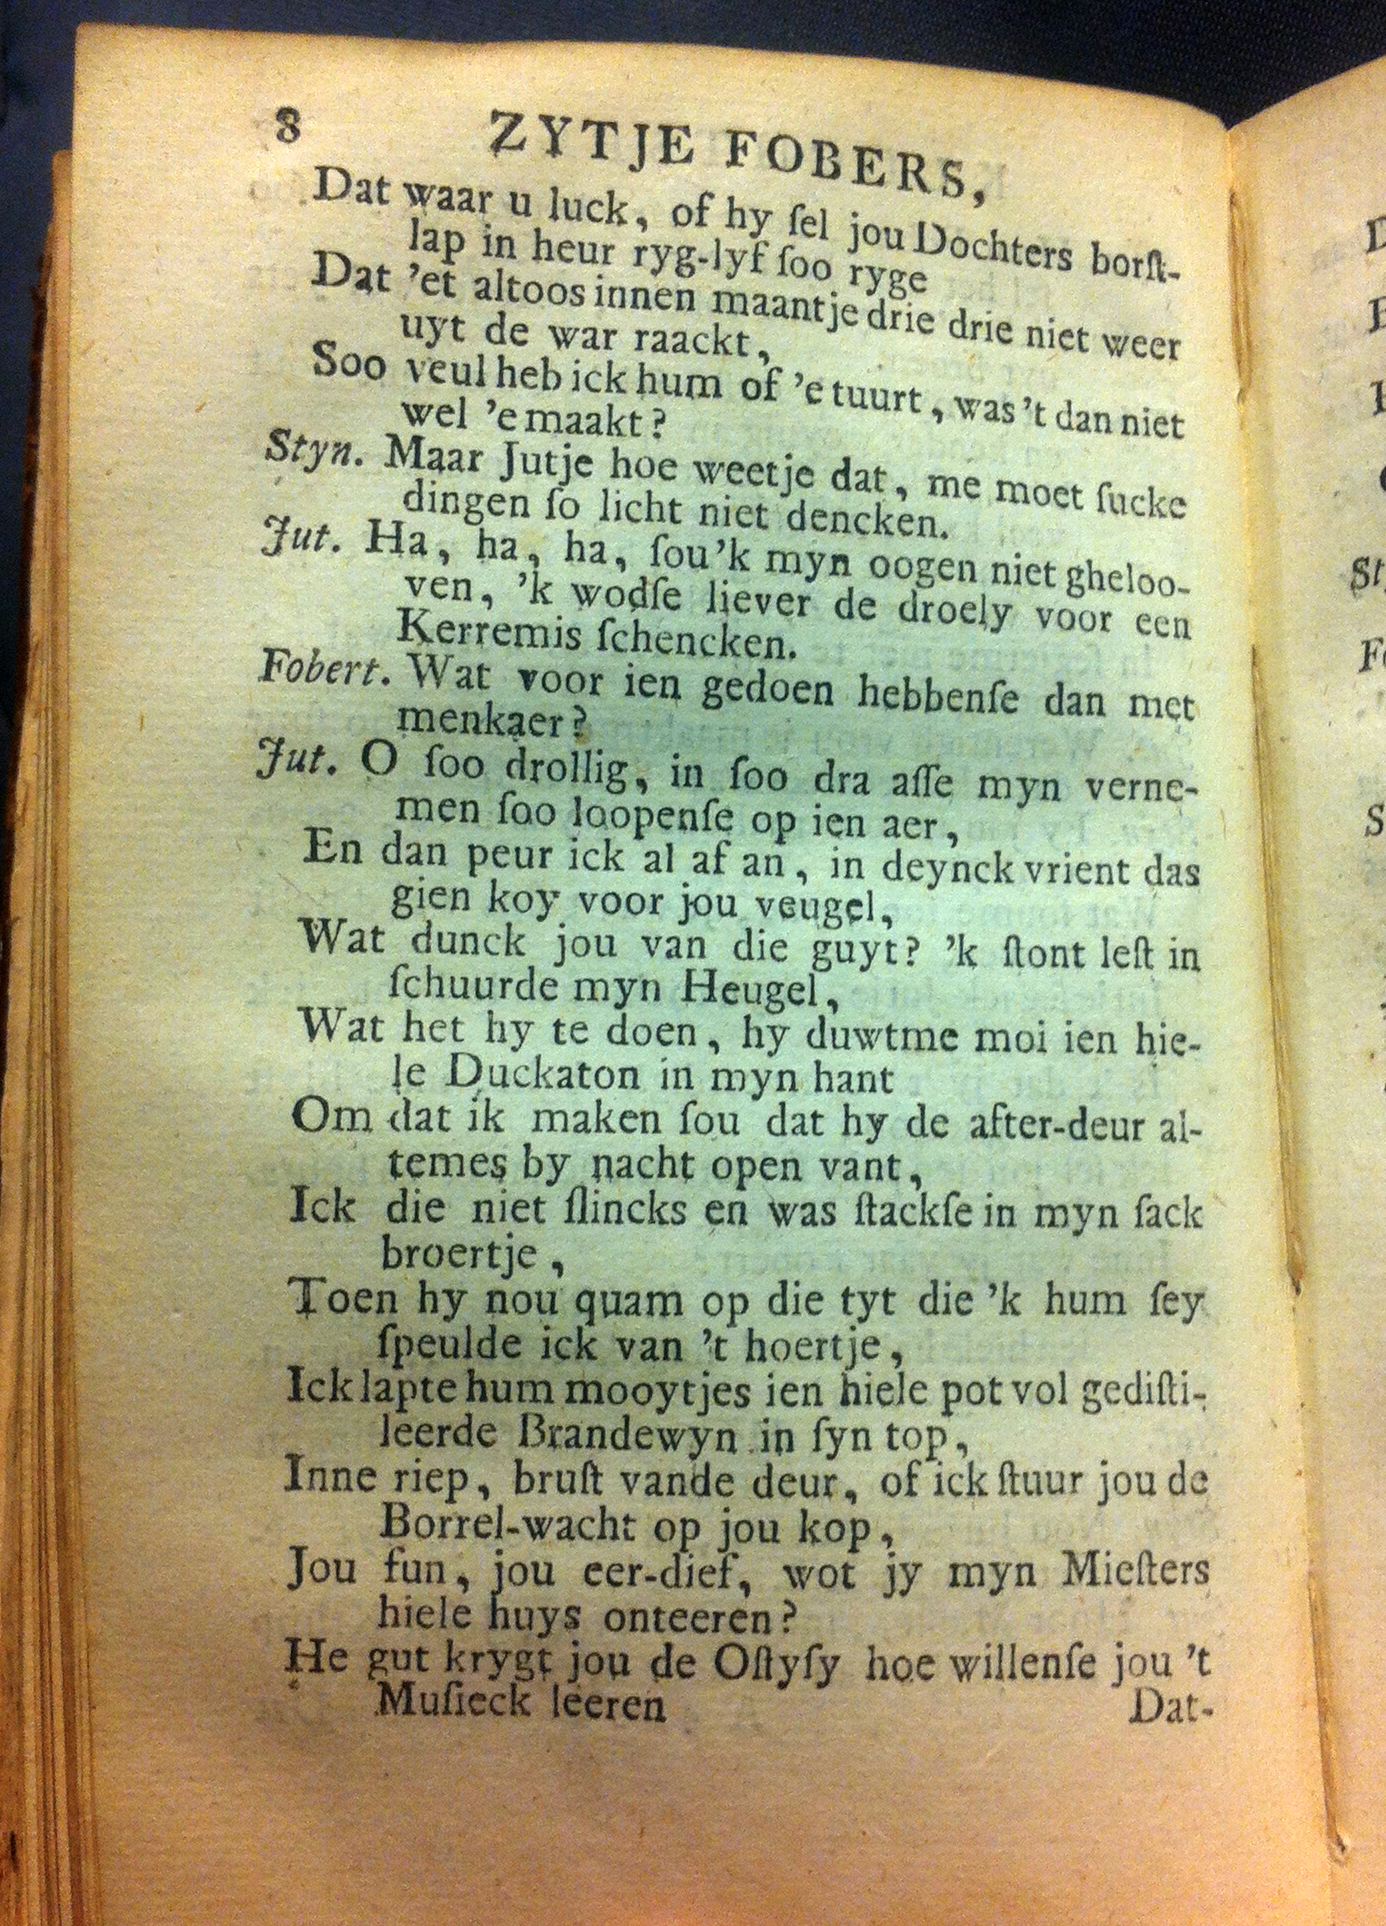 8 ZYTJE FOBERS,
Dat waar u luck, of hy ſel jou Dochters borſt-
lap in heur ryg-lyf ſoo ryge
Dat 'et altoos innen maantje drie drie niet weer
uyt de war raackt,
Soo veul heb ick hum of 'e tuurt, was 't dan niet
wel 'e maakt?
Styn. Maar Jutje hoe weetje dat, me moet ſucke
dingen ſo licht niet dencken.
Jut. Ha, ha, ha, ſou 'k myn oogen niet gheloo-
ven, 'k wodſe liever de droely voor een
Kerremis ſchencken.
Fobert. Wat voor ien gedoen hebbenſe dan met
menkaer?
Jut. O ſoo drollig, in ſoo dra aſſe myn verne-
men ſoo loopenſe op ien aer,
En dan peur ick al af an, in deynck vrient das
gien koy voor jou veugel,
Wat dunck jou van die guyt? 'k ſtont leſt in
ſchuurde myn Heugel,
Wat het hy te doen, hy duwtme moi ien hie-
le Duckaton in myn hant
Om dat ik maken ſou dat hy de after-deur al-
temes by nacht open vant,
Ick die niet ſlincks en was ſtackſe in myn ſack
broertje,
Toen hy nou quam op die tyt die 'k hum ſey
ſpeulde ick van 't hoertje,
Ick lapte hum mooytjes ien hiele pot vol gediſti-
leerde Brandewyn in ſyn top,
Inne riep, bruſt vande deur, of ick ſtuur jou de
Borrel-wacht op jou kop,
Jou fun, jou eer-dief, wot jy myn Mieſters
hiele huys onteeren?
He gut krygt jou de Oſtyſy hoe willenſe jou 't
Muſieck leeren
Dat-